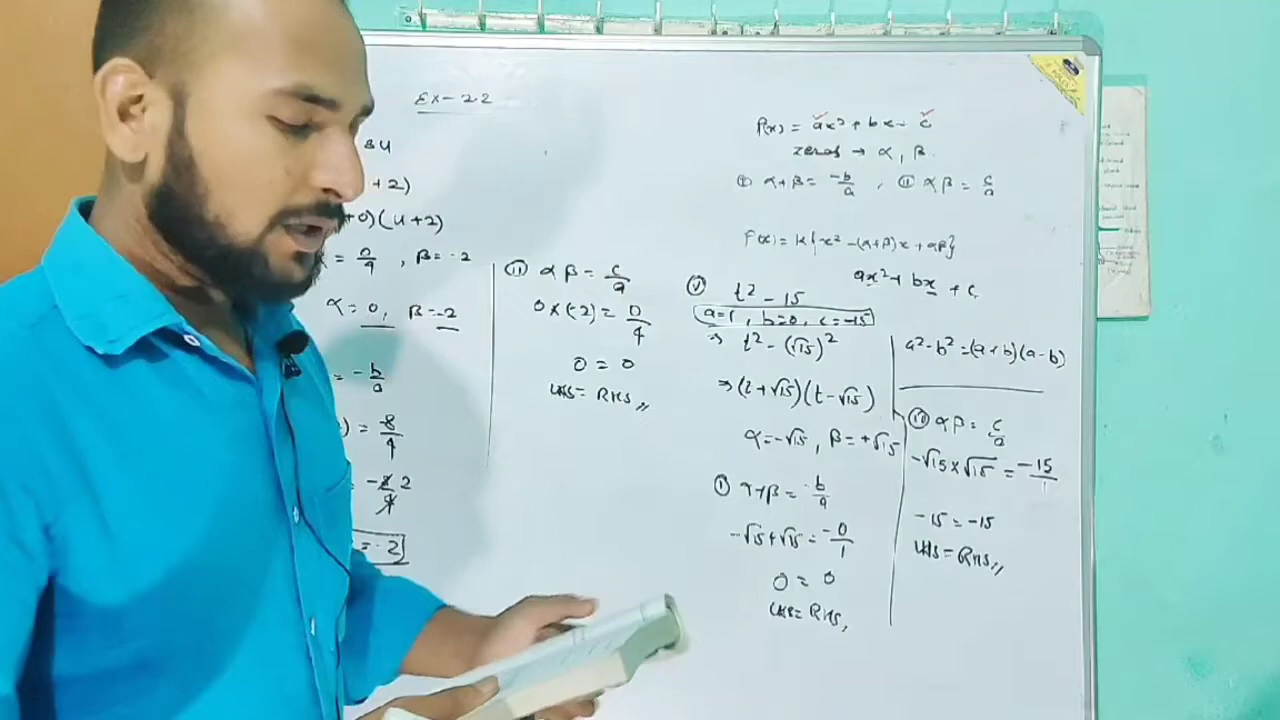 Ex-2.2
8u
+2)
+0)(u+2)
= 0/4 , β=-2
α=0, β=-2
= -b/a
) = -8/4
= -8/4 2
= -2
(ii) αβ = c/a
0×(-2) = 0/4
0 = 0
LHS = RHS,,
P(x) = ax²+bx-c
zeros → α, β.
(i) α+β = -b/a , (ii) αβ = c/a
F(x) = K{x²-(α+β)x+αβ}
ax²+bx+c,
(v) t²-15
a=1, b=0, c=-15
⇒ t²-(√15)²
⇒ (t+√15)(t-√15)
α=-√15, β=+√15
(i) α+β = -b/a
-√15+√15 = -0/1
0 = 0
LHS = RHS,
a²-b²=(a+b)(a-b)
(ii) αβ = c/a
-√15×√15 = -15/1
-15 = -15
LHS = RHS,,